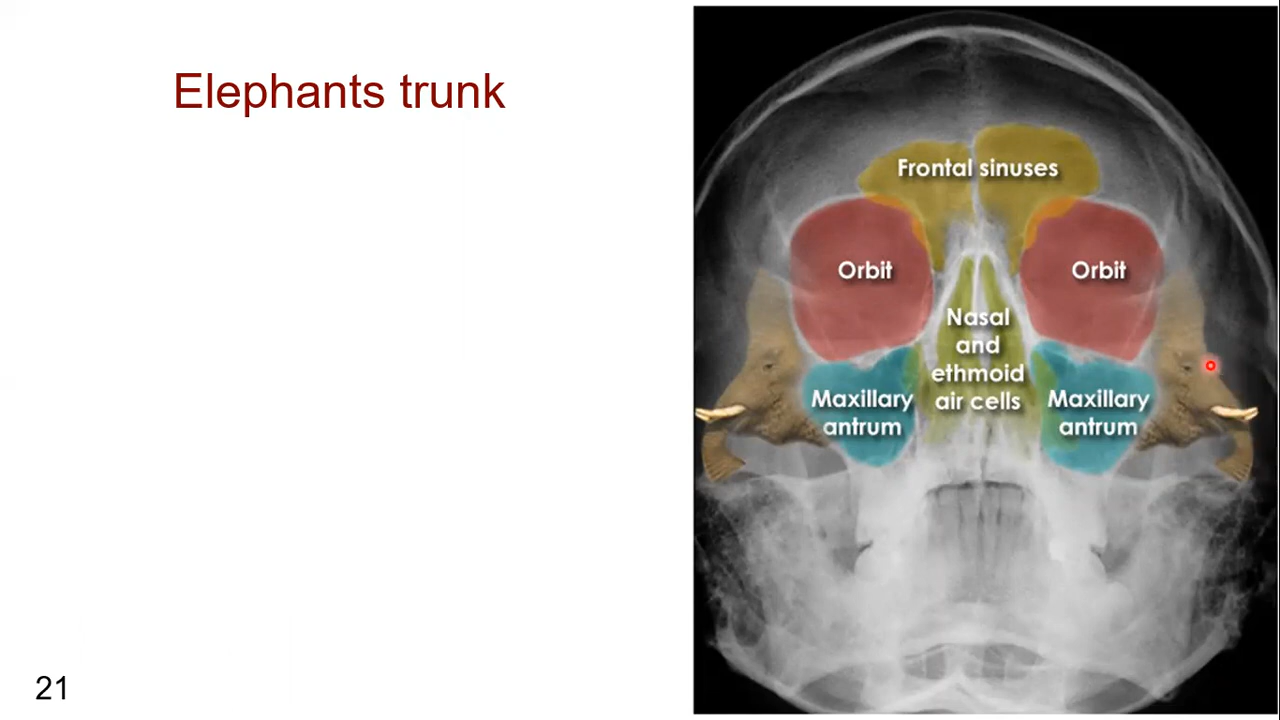 Elephants trunk
Frontal sinuses
Orbit
Orbit
Nasal
and
ethmoid
air cells
Maxillary
antrum
Maxillary
antrum
21